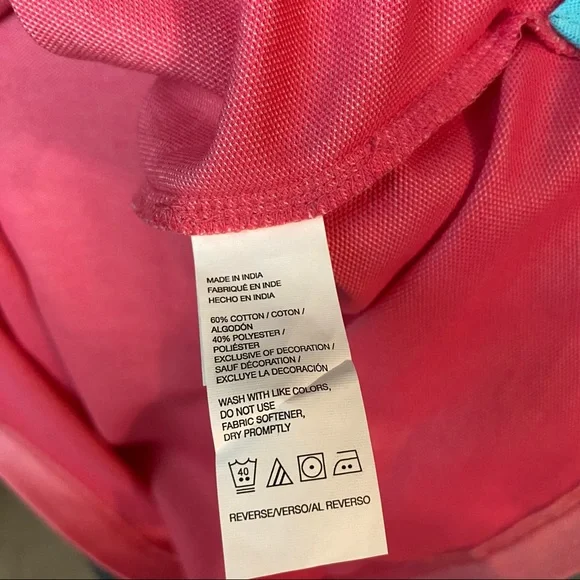 MADE IN INDIA
FABRIQUÉ EN INDE
HECHO EN INDIA
60% COTTON / COTON /
ALGODÓN
40% POLYESTER /
POLIÉSTER
EXCLUSIVE OF DECORATION /
SAUF DÉCORATION /
EXCLUYE LA DECORACIÓN
WASH WITH LIKE COLORS,
DO NOT USE
FABRIC SOFTENER,
DRY PROMPTLY
40
REVERSE/VERSO/AL REVERSO